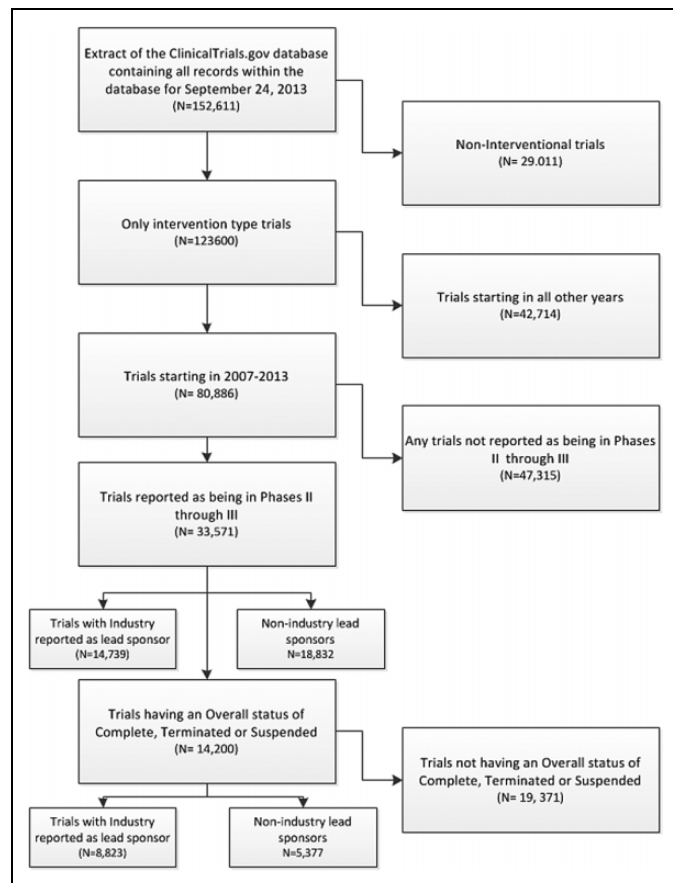 Extract of the ClinicalTrials.gov database
containing all records within the
database for September 24, 2013
(N=152,611)
Non-Interventional trials
(N= 29.011)
Only intervention type trials
(N=123600)
Trials starting in all other years
(N=42,714)
Trials starting in 2007-2013
(N= 80,886)
Any trials not reported as being in Phases
II through III
(N=47,315)
Trials reported as being in Phases II
through III
(N= 33,571)
Trials with Industry
reported as lead sponsor
(N=14,739)
Non-industry lead
sponsors
N=18,832
Trials having an Overall status of
Complete, Terminated or Suspended
(N= 14,200)
Trials not having an Overall status of
Complete, Terminated or Suspended
(N= 19, 371)
Trials with Industry
reported as lead sponsor
(N=8,823)
Non-industry lead
sponsors
N=5,377